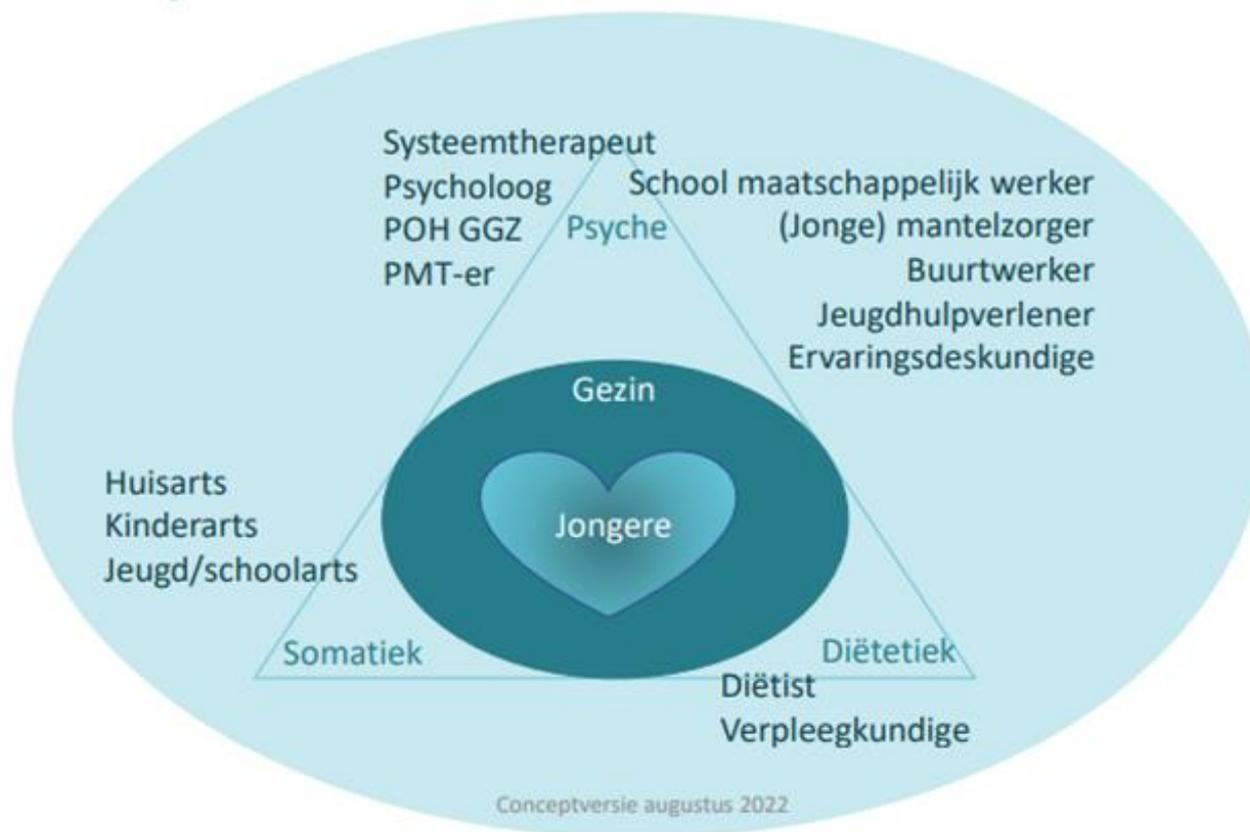 Systeemtherapeut
Psycholoog
POH GGZ
PMT-er
Psyche
School maatschappelijk werker
(Jonge) mantelzorger
Buurtwerker
Jeugdhulpverlener
Ervaringsdeskundige
Gezin
Jongere
Huisarts
Kinderarts
Jeugd/schoolarts
Somatiek
Diëtetiek
Diëtist
Verpleegkundige
Conceptversie augustus 2022